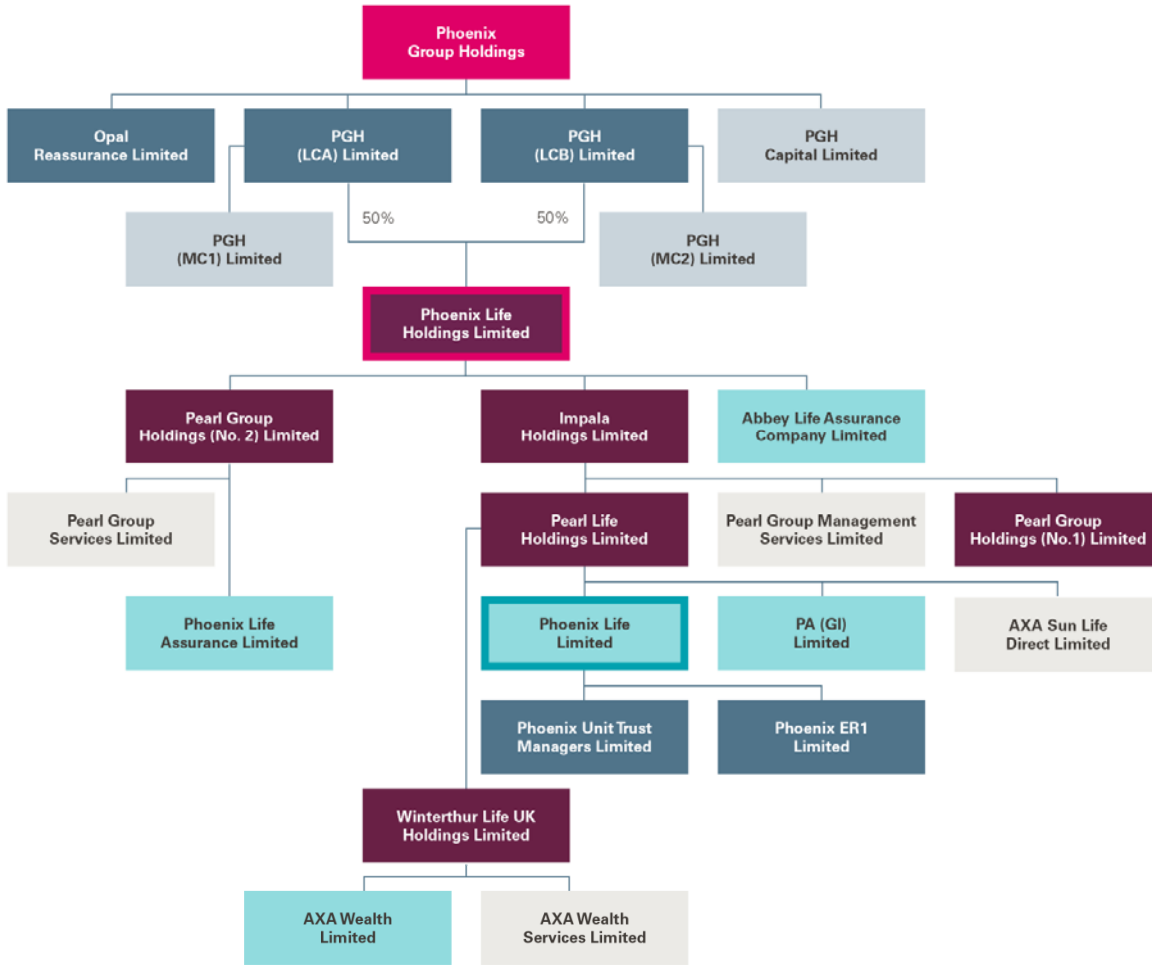 Phoenix
Group Holdings
Opal
Reassurance Limited
PGH
(LCA) Limited
PGH
(LCB) Limited
PGH
Capital Limited
50%
50%
PGH
(MC1) Limited
PGH
(MC2) Limited
Phoenix Life
Holdings Limited
Pearl Group
Holdings (No. 2) Limited
Impala
Holdings Limited
Abbey Life Assurance
Company Limited
Pearl Group
Services Limited
Pearl Life
Holdings Limited
Pearl Group Management
Services Limited
Pearl Group
Holdings (No.1) Limited
Phoenix Life
Assurance Limited
Phoenix Life
Limited
PA (GI)
Limited
AXA Sun Life
Direct Limited
Phoenix Unit Trust
Managers Limited
Phoenix ER1
Limited
Winterthur Life UK
Holdings Limited
AXA Wealth
Limited
AXA Wealth
Services Limited